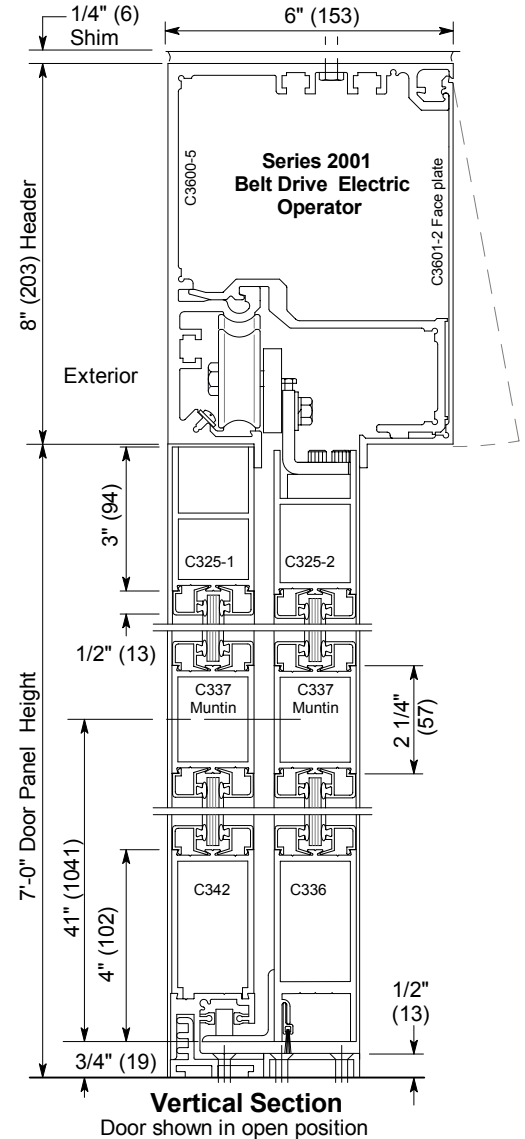 1/4" (6)
Shim
6" (153)
8" (203) Header
C3600-5
Series 2001
Belt Drive Electric
Operator
C3601-2 Face plate
Exterior
3" (94)
C325-1
C325-2
1/2" (13)
C337
Muntin
C337
Muntin
2 1/4"
(57)
7'-0" Door Panel Height
41" (1041)
4" (102)
C342
C336
1/2"
(13)
3/4" (19)
Vertical Section
Door shown in open position